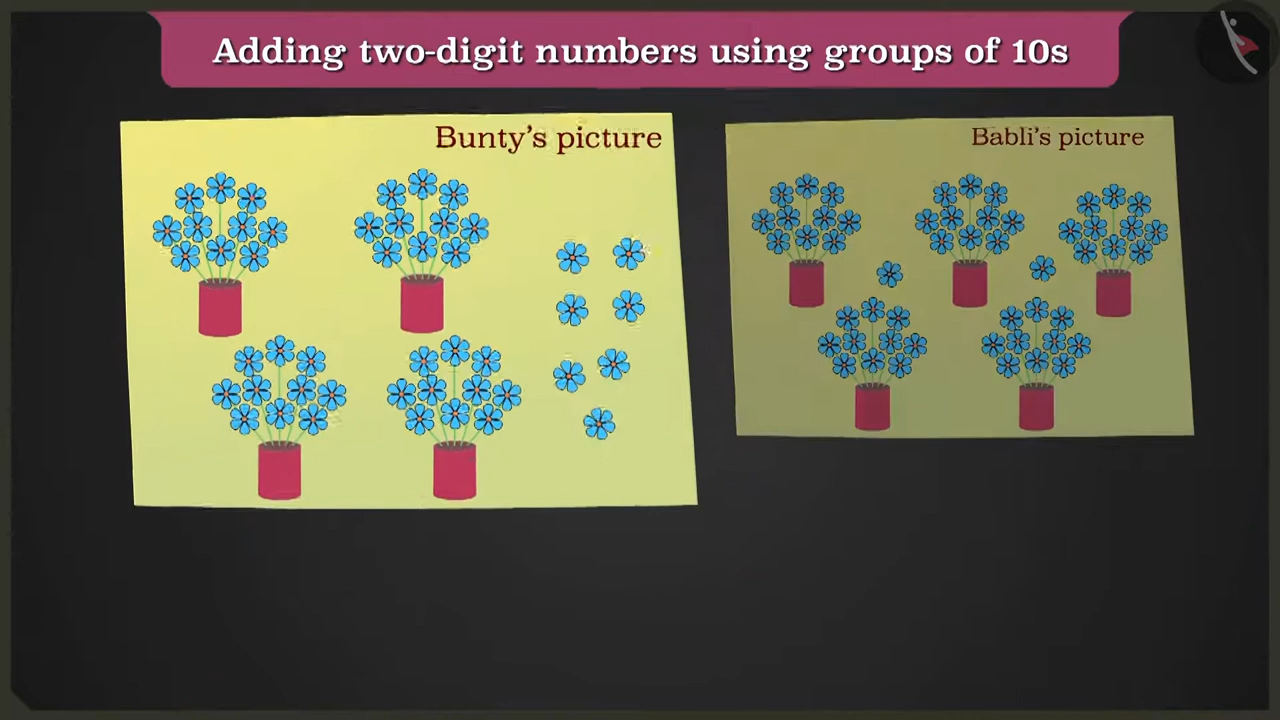 Adding two-digit numbers using groups of 10s
Bunty's picture
Babli's picture